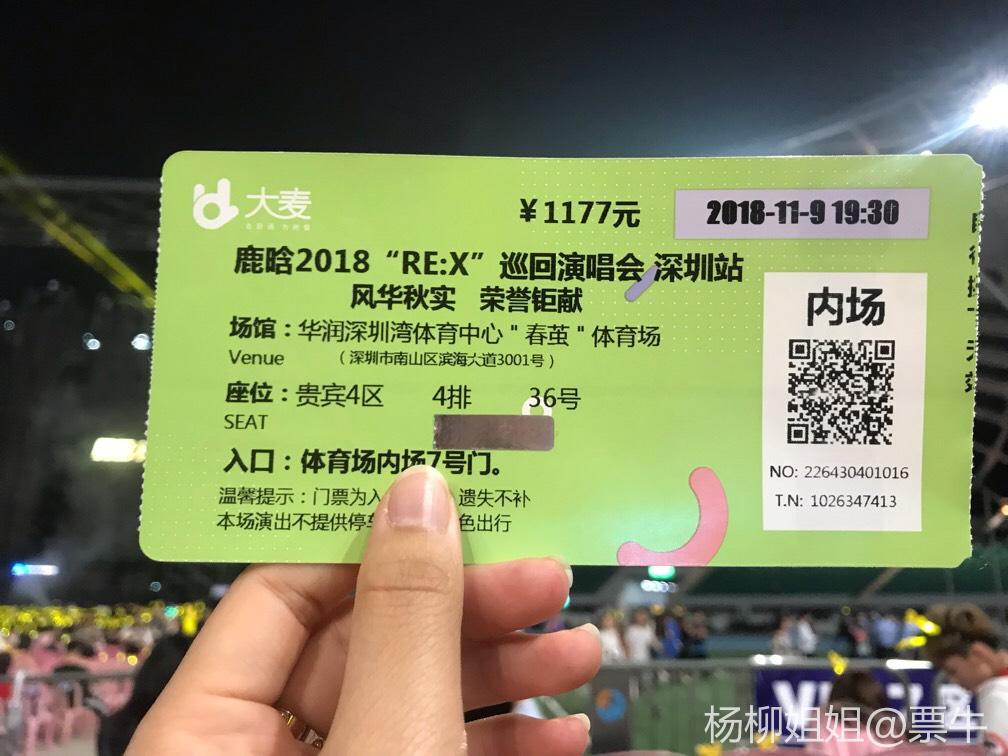 大麦
¥1177元
2018-11-9 19:30
鹿晗2018“RE:X”巡回演唱会 深圳站
风华秋实 荣誉钜献
场馆：华润深圳湾体育中心"春茧"体育场
Venue （深圳市南山区滨海大道3001号）
座位：贵宾4区 4排 36号
SEAT
入口：体育场内场7号门。
温馨提示：门票为入 遗失不补
本场演出不提供停车 色出行
内场
NO: 226430401016
T.N: 1026347413
杨柳姐姐@票牛